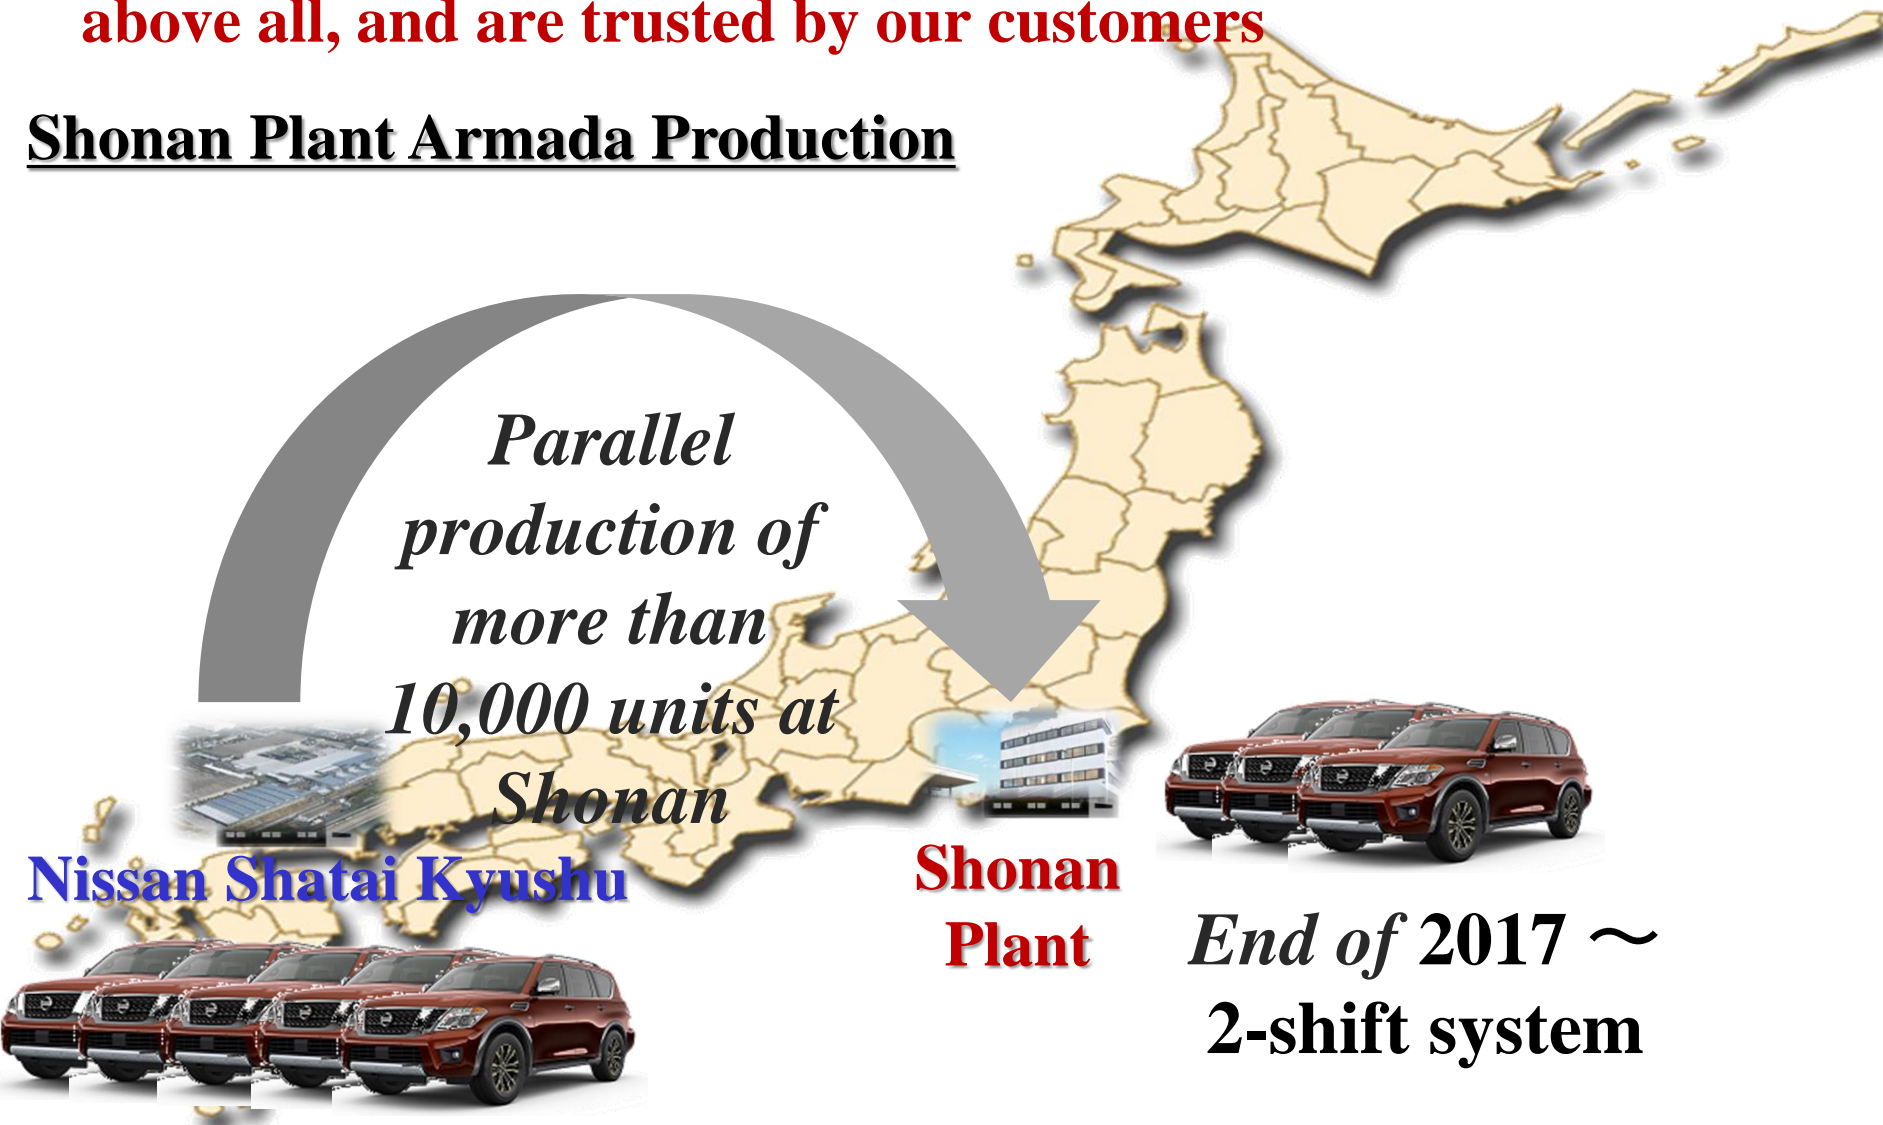 above all, and are trusted by our customers
Shonan Plant Armada Production
Parallel
production of
more than
10,000 units at
Shonan
Nissan Shatai Kyushu
Shonan
Plant
End of 2017 ～
2-shift system